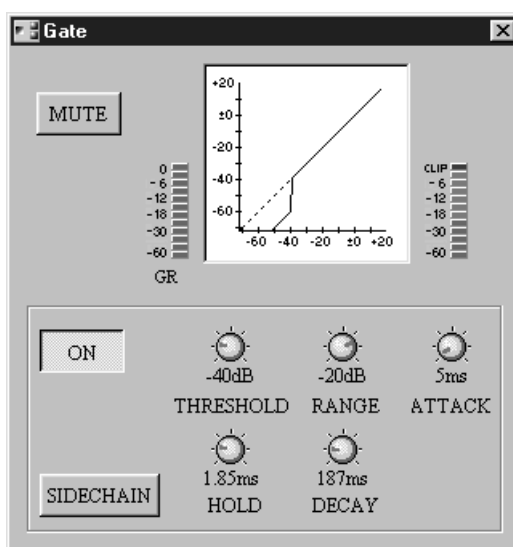 Gate
MUTE
+20
±0
-20
-40
-60
-60 -40 -20 ±0 +20
0
-6
-12
-18
-30
-60
GR
CLIP
-6
-12
-18
-30
-60
ON
-40dB
THRESHOLD
-20dB
RANGE
5ms
ATTACK
SIDECHAIN
1.85ms
HOLD
187ms
DECAY